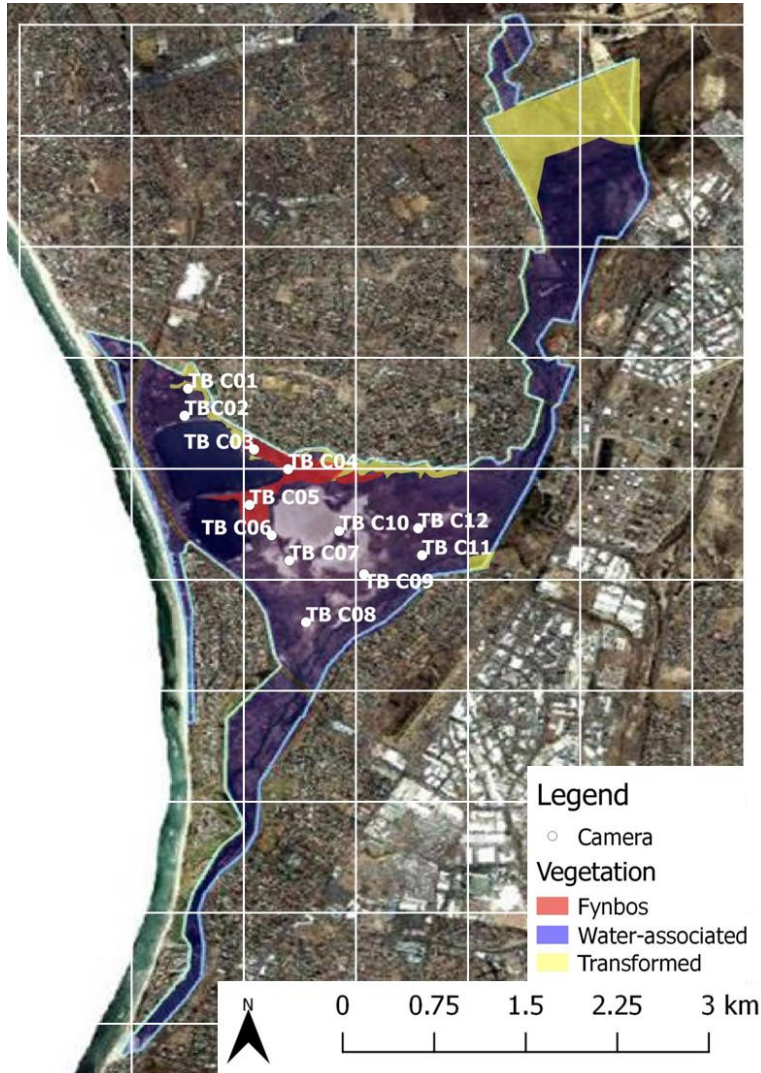 TB C01
TBC02
TB C03
TB C04
TB C05
TB C06
TB C10
TB C12
TB C07
TB C11
TB C09
TB C08
Legend
Camera
Vegetation
Fynbos
Water-associated
Transformed
N
0 0.75 1.5 2.25 3 km